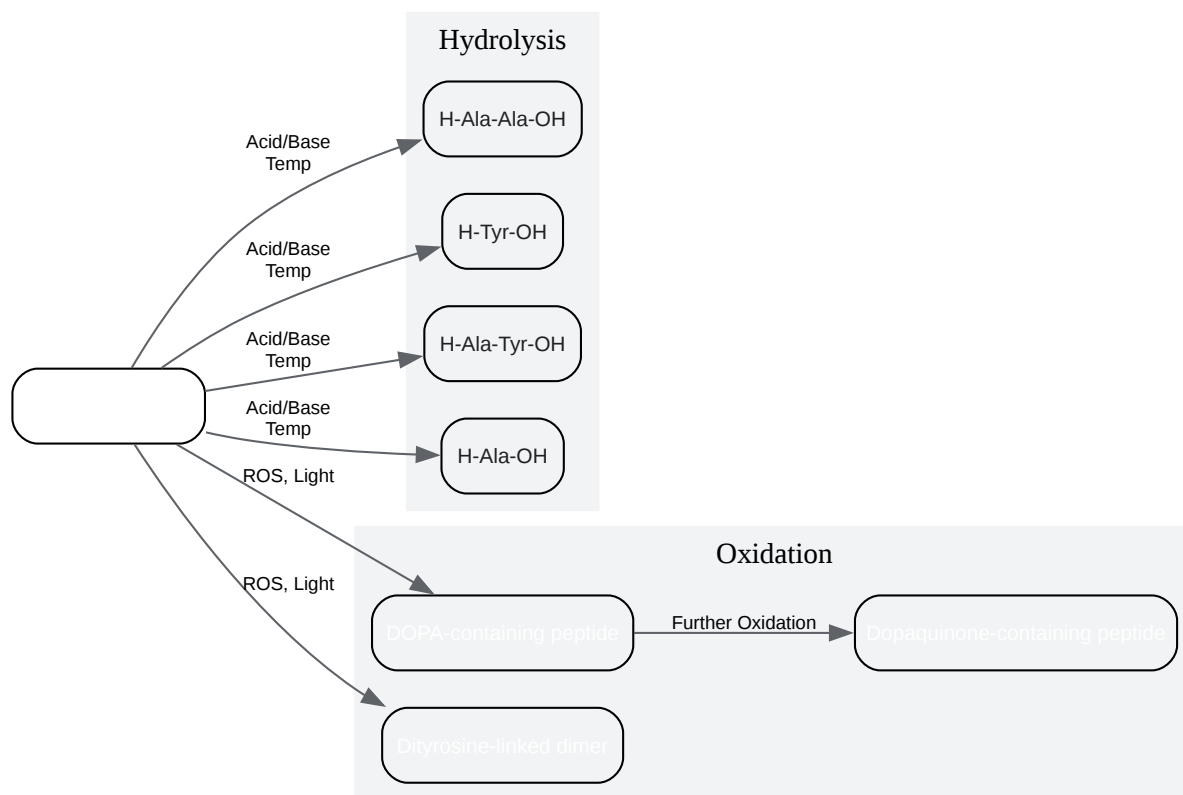 Hydrolysis
H-Ala-Ala-OH
Acid/Base
Temp
H-Tyr-OH
Acid/Base
Temp
H-Ala-Tyr-OH
Acid/Base
Temp
Acid/Base
Temp
H-Ala-OH
ROS, Light
Oxidation
ROS, Light
DOPA-containing peptide
Further Oxidation
Dopaquinone-containing peptide
Dityrosine-linked dimer